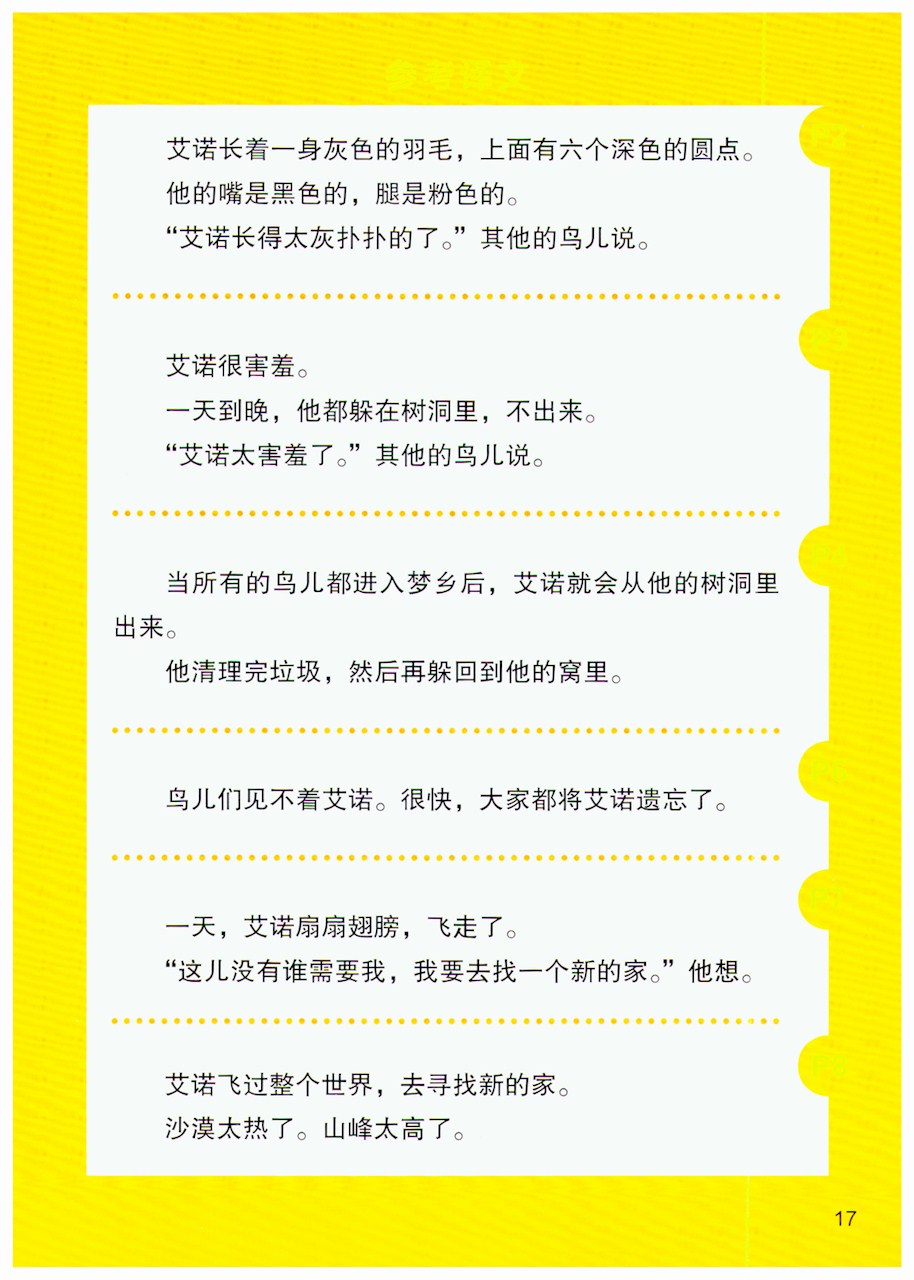 参考译文
P2
艾诺长着一身灰色的羽毛，上面有六个深色的圆点。
他的嘴是黑色的，腿是粉色的。
“艾诺长得太灰扑扑的了。”其他的鸟儿说。
P3
艾诺很害羞。
一天到晚，他都躲在树洞里，不出来。
“艾诺太害羞了。”其他的鸟儿说。
当所有的鸟儿都进入梦乡后，艾诺就会从他的树洞里
出来。
他清理完垃圾，然后再躲回到他的窝里。
鸟儿们见不着艾诺。很快，大家都将艾诺遗忘了。
P7
一天，艾诺扇扇翅膀，飞走了。
“这儿没有谁需要我，我要去找一个新的家。”他想。
艾诺飞过整个世界，去寻找新的家。
沙漠太热了。山峰太高了。
17